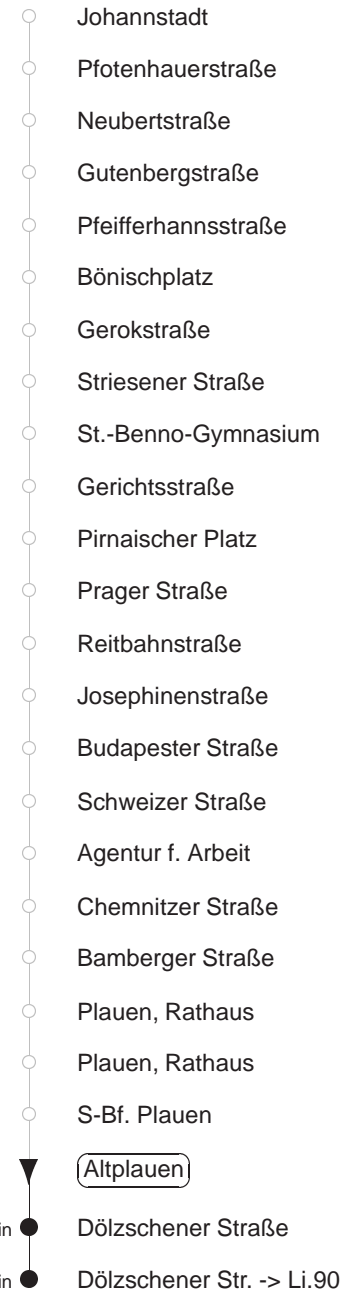 Johannstadt
Pfotenhauerstraße
Neubertstraße
Gutenbergstraße
Pfeifferhannsstraße
Bönischplatz
Gerokstraße
Striesener Straße
St.-Benno-Gymnasium
Gerichtsstraße
Pirnaischer Platz
Prager Straße
Reitbahnstraße
Josephinenstraße
Budapester Straße
Schweizer Straße
Agentur f. Arbeit
Chemnitzer Straße
Bamberger Straße
Plauen, Rathaus
Plauen, Rathaus
S-Bf. Plauen
Altplauen
Dölzschener Straße
Dölzschener Str. -> Li.90